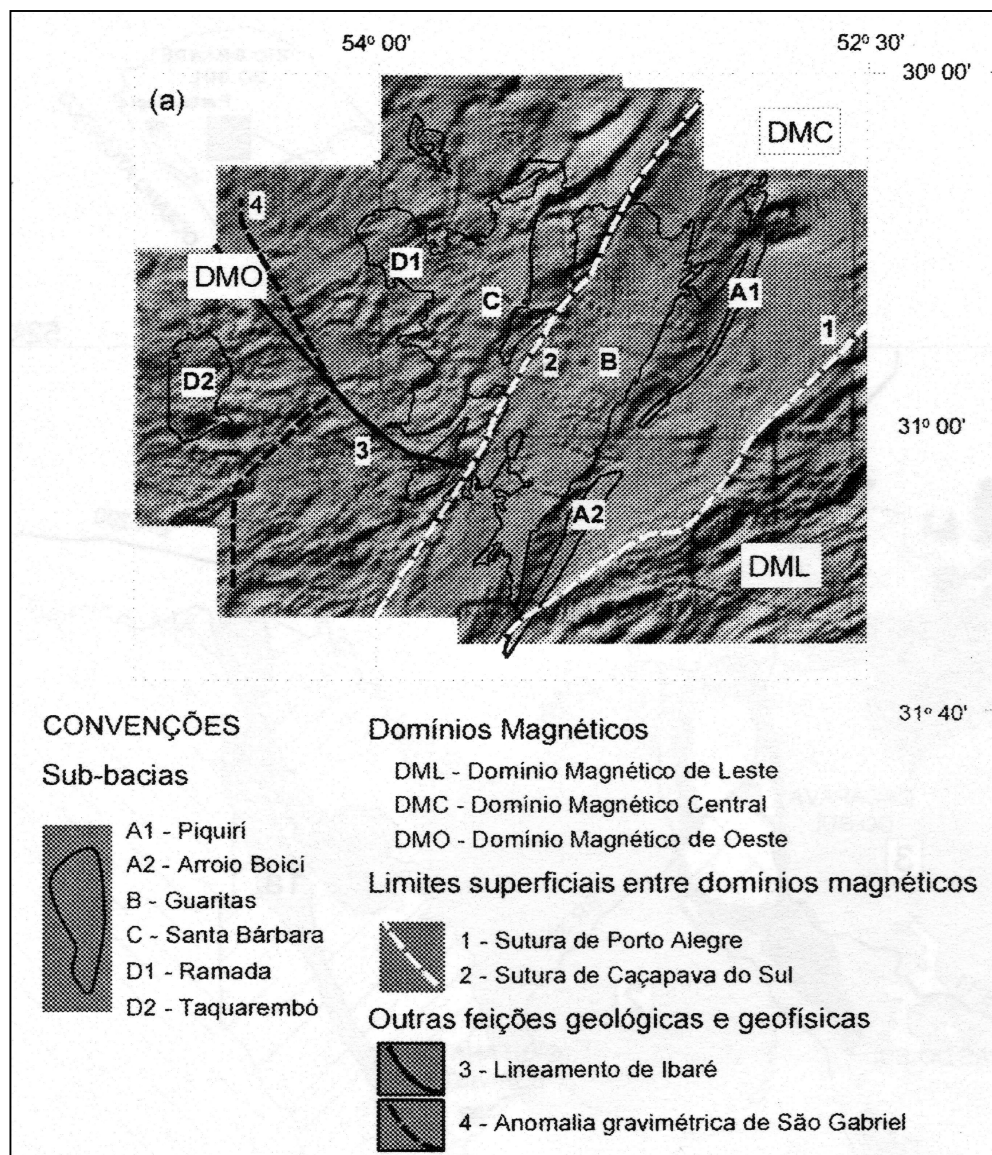 54º 00'
52º 30'
30º 00'
(a)
DMC
4
DMO
D1
C
A1
1
2
B
D2
3
31º 00'
A2
DML
31º 40'
CONVENÇÕES
Sub-bacias
A1 - Piquirí
A2 - Arroio Boici
B - Guaritas
C - Santa Bárbara
D1 - Ramada
D2 - Taquarembó
Domínios Magnéticos
DML - Domínio Magnético de Leste
DMC - Domínio Magnético Central
DMO - Domínio Magnético de Oeste
Limites superficiais entre domínios magnéticos
1 - Sutura de Porto Alegre
2 - Sutura de Caçapava do Sul
Outras feições geológicas e geofísicas
3 - Lineamento de Ibaré
4 - Anomalia gravimétrica de São Gabriel